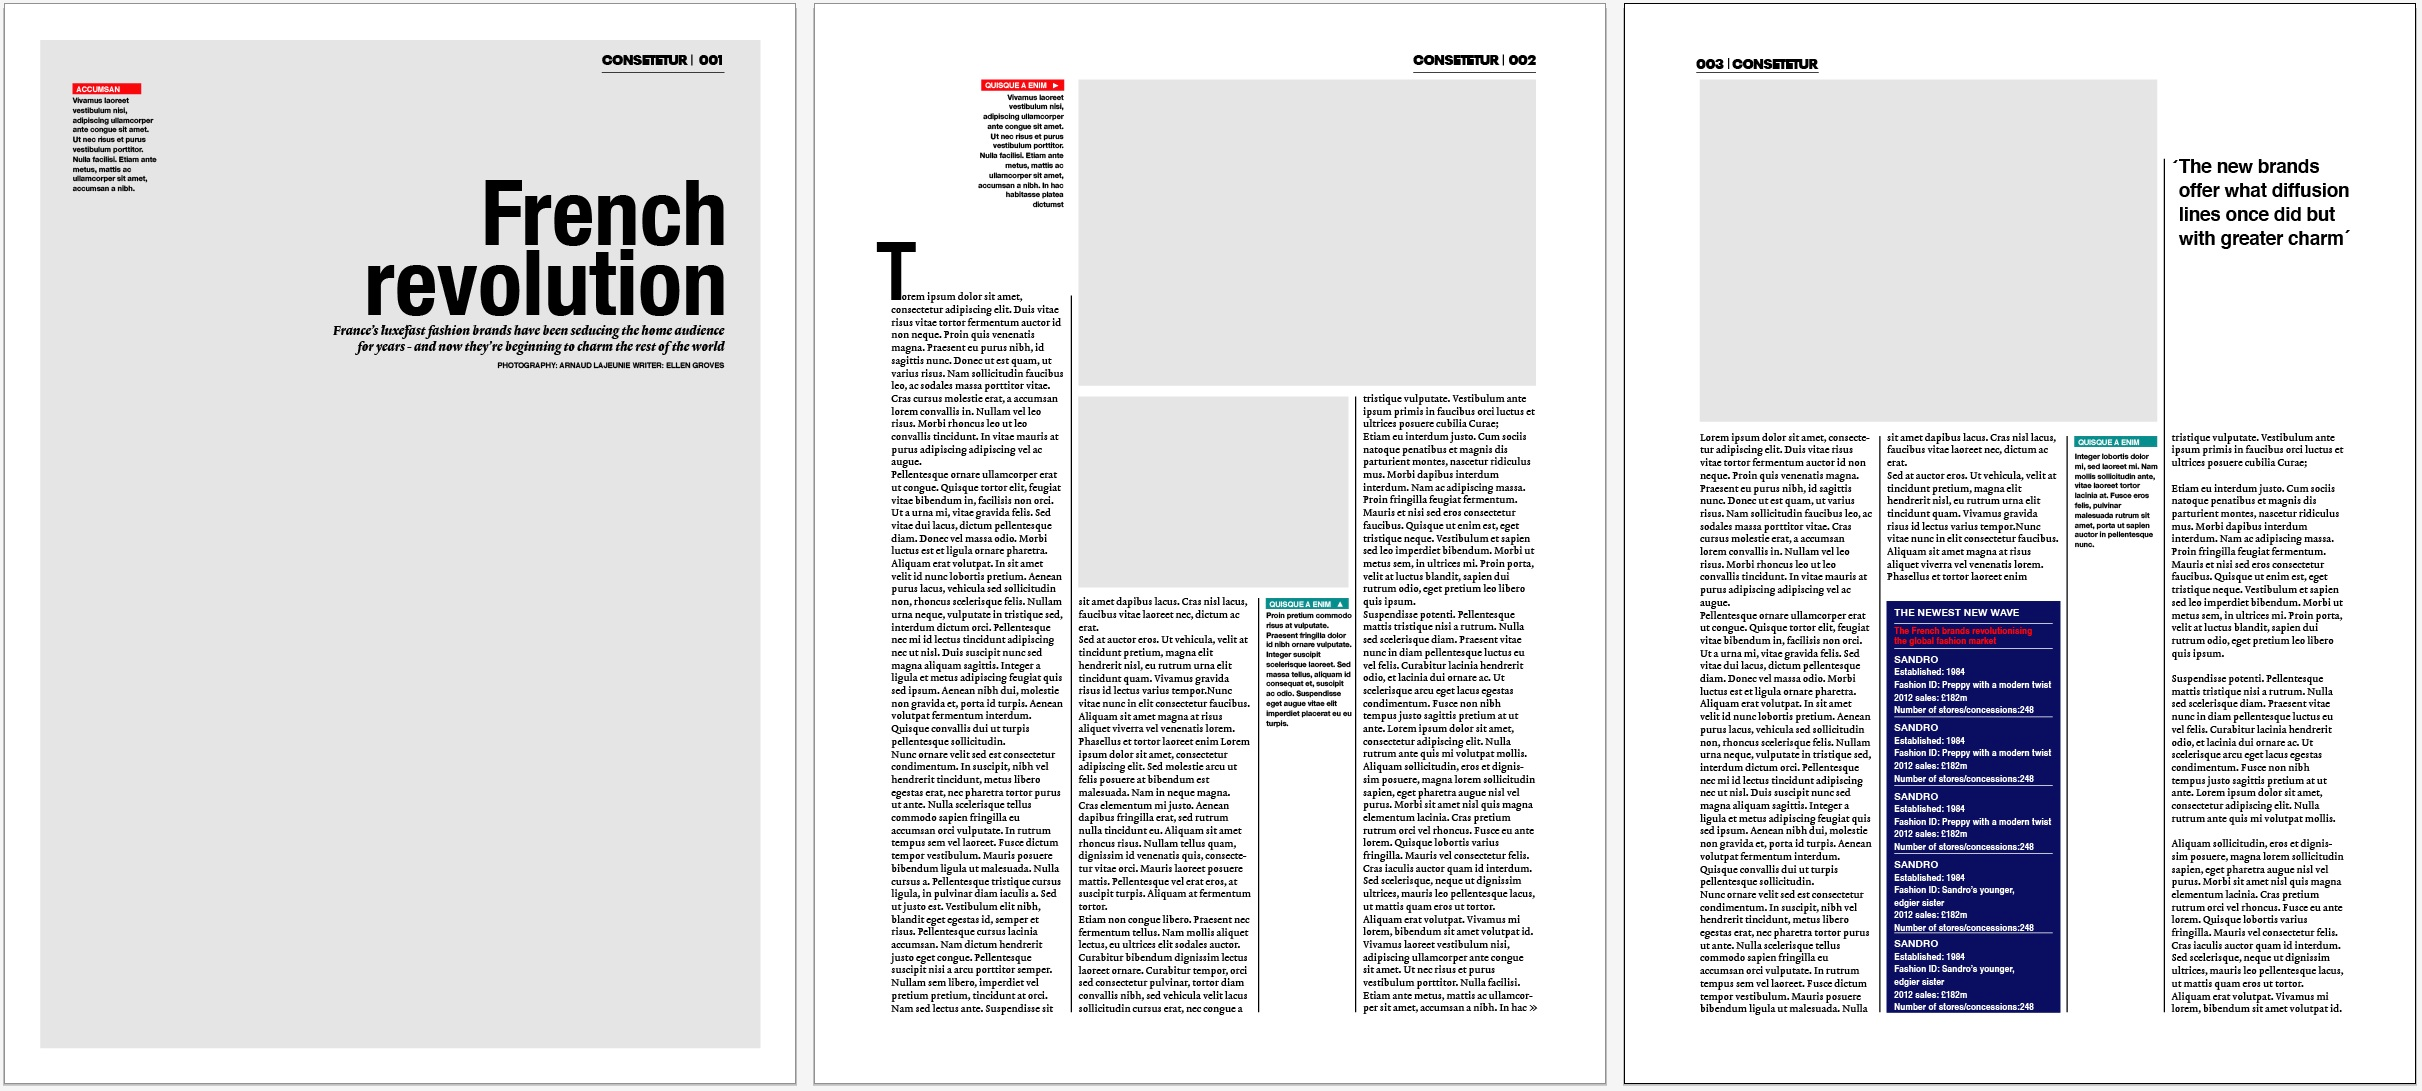 CONSETETUR | 001
ACCUMSAN
Vivamus laoreet
vestibulum nisi,
adipiscing ullamcorper
ante congue sit amet.
Ut nec risus et purus
vestibulum porttitor.
Nulla facilisi. Etiam ante
metus, mattis ac
ullamcorper sit amet,
accumsan a nibh.
French
revolution
France's luxefast fashion brands have been seducing the home audience
for years - and now they're beginning to charm the rest of the world
PHOTOGRAPHY: ARNAUD LAJEUNIE WRITER: ELLEN GROVES
CONSETETUR | 002
QUISQUE A ENIM ►
Vivamus laoreet
vestibulum nisi,
adipiscing ullamcorper
ante congue sit amet.
Ut nec risus et purus
vestibulum porttitor.
Nulla facilisi. Etiam ante
metus, mattis ac
ullamcorper sit amet,
accumsan a nibh. In hac
habitasse platea
dictumst
T
orem ipsum dolor sit amet,
consectetur adipiscing elit. Duis vitae
risus vitae tortor fermentum auctor id
non neque. Proin quis venenatis
magna. Praesent eu purus nibh, id
sagittis nunc. Donec ut est quam, ut
varius risus. Nam sollicitudin faucibus
leo, ac sodales massa porttitor vitae.
Cras cursus molestie erat, a accumsan
lorem convallis in. Nullam vel leo
risus. Morbi rhoncus leo ut leo
convallis tincidunt. In vitae mauris at
purus adipiscing adipiscing vel ac
augue.
Pellentesque ornare ullamcorper erat
ut congue. Quisque tortor elit, feugiat
vitae bibendum in, facilisis non orci.
Ut a urna mi, vitae gravida felis. Sed
vitae dui lacus, dictum pellentesque
diam. Donec vel massa odio. Morbi
luctus est et ligula ornare pharetra.
Aliquam erat volutpat. In sit amet
velit id nunc lobortis pretium. Aenean
purus lacus, vehicula sed sollicitudin
non, rhoncus scelerisque felis. Nullam
urna neque, vulputate in tristique sed,
interdum dictum orci. Pellentesque
nec mi id lectus tincidunt adipiscing
nec ut nisl. Duis suscipit nunc sed
magna aliquam sagittis. Integer a
ligula et metus adipiscing feugiat quis
sed ipsum. Aenean nibh dui, molestie
non gravida et, porta id turpis. Aenean
volutpat fermentum interdum.
Quisque convallis dui ut turpis
pellentesque sollicitudin.
Nunc ornare velit sed est consectetur
condimentum. In suscipit, nibh vel
hendrerit tincidunt, metus libero
egestas erat, nec pharetra tortor purus
ut ante. Nulla scelerisque tellus
commodo sapien fringilla eu
accumsan orci vulputate. In rutrum
tempus sem vel laoreet. Fusce dictum
tempor vestibulum. Mauris posuere
bibendum ligula ut malesuada. Nulla
cursus a. Pellentesque tristique cursus
ligula, in pulvinar diam iaculis a. Sed
ut justo est. Vestibulum elit nibh,
blandit eget egestas id, semper et
risus. Pellentesque cursus lacinia
accumsan. Nam dictum hendrerit
justo eget congue. Pellentesque
suscipit nisi a arcu porttitor semper.
Nullam sem libero, imperdiet vel
pretium pretium, tincidunt at orci.
Nam sed lectus ante. Suspendisse sit
sit amet dapibus lacus. Cras nisl lacus,
faucibus vitae laoreet nec, dictum ac
erat.
Sed at auctor eros. Ut vehicula, velit at
tincidunt pretium, magna elit
hendrerit nisl, eu rutrum urna elit
tincidunt quam. Vivamus gravida
risus id lectus varius tempor.Nunc
vitae nunc in elit consectetur faucibus.
Aliquam sit amet magna at risus
aliquet viverra vel venenatis lorem.
Phasellus et tortor laoreet enim Lorem
ipsum dolor sit amet, consectetur
adipiscing elit. Sed molestie arcu ut
felis posuere at bibendum est
malesuada. Nam in neque magna.
Cras elementum mi justo. Aenean
dapibus fringilla erat, sed rutrum
nulla tincidunt eu. Aliquam sit amet
rhoncus risus. Nullam tellus quam,
dignissim id venenatis quis, consecte-
tur vitae orci. Mauris laoreet posuere
mattis. Pellentesque vel erat eros, at
suscipit turpis. Aliquam at fermentum
tortor.
Etiam non congue libero. Praesent nec
fermentum tellus. Nam mollis aliquet
lectus, eu ultrices elit sodales auctor.
Curabitur bibendum dignissim lectus
laoreet ornare. Curabitur tempor, orci
sed consectetur pulvinar, tortor diam
convallis nibh, sed vehicula velit lacus
sollicitudin cursus erat, nec congue a
QUISQUE A ENIM ▲
Proin pretium commodo
risus at vulputate.
Praesent fringilla dolor
id nibh ornare vulputate.
Integer suscipit
scelerisque laoreet. Sed
massa tellus, aliquam id
consequat et, suscipit
ac odio. Suspendisse
eget augue vitae elit
imperdiet placerat eu eu
turpis.
tristique vulputate. Vestibulum ante
ipsum primis in faucibus orci luctus et
ultrices posuere cubilia Curae;
Etiam eu interdum justo. Cum sociis
natoque penatibus et magnis dis
parturient montes, nascetur ridiculus
mus. Morbi dapibus interdum
interdum. Nam ac adipiscing massa.
Proin fringilla feugiat fermentum.
Mauris et nisi sed eros consectetur
faucibus. Quisque ut enim est, eget
tristique neque. Vestibulum et sapien
sed leo imperdiet bibendum. Morbi ut
metus sem, in ultrices mi. Proin porta,
velit at luctus blandit, sapien dui
rutrum odio, eget pretium leo libero
quis ipsum.
Suspendisse potenti. Pellentesque
mattis tristique nisi a rutrum. Nulla
sed scelerisque diam. Praesent vitae
nunc in diam pellentesque luctus eu
vel felis. Curabitur lacinia hendrerit
odio, et lacinia dui ornare ac. Ut
scelerisque arcu eget lacus egestas
condimentum. Fusce non nibh
tempus justo sagittis pretium at ut
ante. Lorem ipsum dolor sit amet,
consectetur adipiscing elit. Nulla
rutrum ante quis mi volutpat mollis.
Aliquam sollicitudin, eros et dignis-
sim posuere, magna lorem sollicitudin
sapien, eget pharetra augue nisl vel
purus. Morbi sit amet nisl quis magna
elementum lacinia. Cras pretium
rutrum orci vel rhoncus. Fusce eu ante
lorem. Quisque lobortis varius
fringilla. Mauris vel consectetur felis.
Cras iaculis auctor quam id interdum.
Sed scelerisque, neque ut dignissim
ultrices, mauris leo pellentesque lacus,
ut mattis quam eros ut tortor.
Aliquam erat volutpat. Vivamus mi
lorem, bibendum sit amet volutpat id.
Vivamus laoreet vestibulum nisi,
adipiscing ullamcorper ante congue
sit amet. Ut nec risus et purus
vestibulum porttitor. Nulla facilisi.
Etiam ante metus, mattis ac ullamcor-
per sit amet, accumsan a nibh. In hac »
003 | CONSETETUR
´The new brands
offer what diffusion
lines once did but
with greater charm´
Lorem ipsum dolor sit amet, consecte-
tur adipiscing elit. Duis vitae risus
vitae tortor fermentum auctor id non
neque. Proin quis venenatis magna.
Praesent eu purus nibh, id sagittis
nunc. Donec ut est quam, ut varius
risus. Nam sollicitudin faucibus leo, ac
sodales massa porttitor vitae. Cras
cursus molestie erat, a accumsan
lorem convallis in. Nullam vel leo
risus. Morbi rhoncus leo ut leo
convallis tincidunt. In vitae mauris at
purus adipiscing adipiscing vel ac
augue.
Pellentesque ornare ullamcorper erat
ut congue. Quisque tortor elit, feugiat
vitae bibendum in, facilisis non orci.
Ut a urna mi, vitae gravida felis. Sed
vitae dui lacus, dictum pellentesque
diam. Donec vel massa odio. Morbi
luctus est et ligula ornare pharetra.
Aliquam erat volutpat. In sit amet
velit id nunc lobortis pretium. Aenean
purus lacus, vehicula sed sollicitudin
non, rhoncus scelerisque felis. Nullam
urna neque, vulputate in tristique sed,
interdum dictum orci. Pellentesque
nec mi id lectus tincidunt adipiscing
nec ut nisl. Duis suscipit nunc sed
magna aliquam sagittis. Integer a
ligula et metus adipiscing feugiat quis
sed ipsum. Aenean nibh dui, molestie
non gravida et, porta id turpis. Aenean
volutpat fermentum interdum.
Quisque convallis dui ut turpis
pellentesque sollicitudin.
Nunc ornare velit sed est consectetur
condimentum. In suscipit, nibh vel
hendrerit tincidunt, metus libero
egestas erat, nec pharetra tortor purus
ut ante. Nulla scelerisque tellus
commodo sapien fringilla eu
accumsan orci vulputate. In rutrum
tempus sem vel laoreet. Fusce dictum
tempor vestibulum. Mauris posuere
bibendum ligula ut malesuada. Nulla
sit amet dapibus lacus. Cras nisl lacus,
faucibus vitae laoreet nec, dictum ac
erat.
Sed at auctor eros. Ut vehicula, velit at
tincidunt pretium, magna elit
hendrerit nisl, eu rutrum urna elit
tincidunt quam. Vivamus gravida
risus id lectus varius tempor.Nunc
vitae nunc in elit consectetur faucibus.
Aliquam sit amet magna at risus
aliquet viverra vel venenatis lorem.
Phasellus et tortor laoreet enim
THE NEWEST NEW WAVE
The French brands revolutionising
the global fashion market
SANDRO
Established: 1984
Fashion ID: Preppy with a modern twist
2012 sales: £182m
Number of stores/concessions:248
SANDRO
Established: 1984
Fashion ID: Preppy with a modern twist
2012 sales: £182m
Number of stores/concessions:248
SANDRO
Established: 1984
Fashion ID: Preppy with a modern twist
2012 sales: £182m
Number of stores/concessions:248
SANDRO
Established: 1984
Fashion ID: Sandro's younger,
edgier sister
2012 sales: £182m
Number of stores/concessions:248
SANDRO
Established: 1984
Fashion ID: Sandro's younger,
edgier sister
2012 sales: £182m
Number of stores/concessions:248
QUISQUE A ENIM
Integer lobortis dolor
mi, sed laoreet mi. Nam
mollis sollicitudin ante,
vitae laoreet tortor
lacinia at. Fusce eros
felis, pulvinar
malesuada rutrum sit
amet, porta ut sapien
auctor in pellentesque
nunc.
tristique vulputate. Vestibulum ante
ipsum primis in faucibus orci luctus et
ultrices posuere cubilia Curae;
Etiam eu interdum justo. Cum sociis
natoque penatibus et magnis dis
parturient montes, nascetur ridiculus
mus. Morbi dapibus interdum
interdum. Nam ac adipiscing massa.
Proin fringilla feugiat fermentum.
Mauris et nisi sed eros consectetur
faucibus. Quisque ut enim est, eget
tristique neque. Vestibulum et sapien
sed leo imperdiet bibendum. Morbi ut
metus sem, in ultrices mi. Proin porta,
velit at luctus blandit, sapien dui
rutrum odio, eget pretium leo libero
quis ipsum.
Suspendisse potenti. Pellentesque
mattis tristique nisi a rutrum. Nulla
sed scelerisque diam. Praesent vitae
nunc in diam pellentesque luctus eu
vel felis. Curabitur lacinia hendrerit
odio, et lacinia dui ornare ac. Ut
scelerisque arcu eget lacus egestas
condimentum. Fusce non nibh
tempus justo sagittis pretium at ut
ante. Lorem ipsum dolor sit amet,
consectetur adipiscing elit. Nulla
rutrum ante quis mi volutpat mollis.
Aliquam sollicitudin, eros et dignis-
sim posuere, magna lorem sollicitudin
sapien, eget pharetra augue nisl vel
purus. Morbi sit amet nisl quis magna
elementum lacinia. Cras pretium
rutrum orci vel rhoncus. Fusce eu ante
lorem. Quisque lobortis varius
fringilla. Mauris vel consectetur felis.
Cras iaculis auctor quam id interdum.
Sed scelerisque, neque ut dignissim
ultrices, mauris leo pellentesque lacus,
ut mattis quam eros ut tortor.
Aliquam erat volutpat. Vivamus mi
lorem, bibendum sit amet volutpat id.